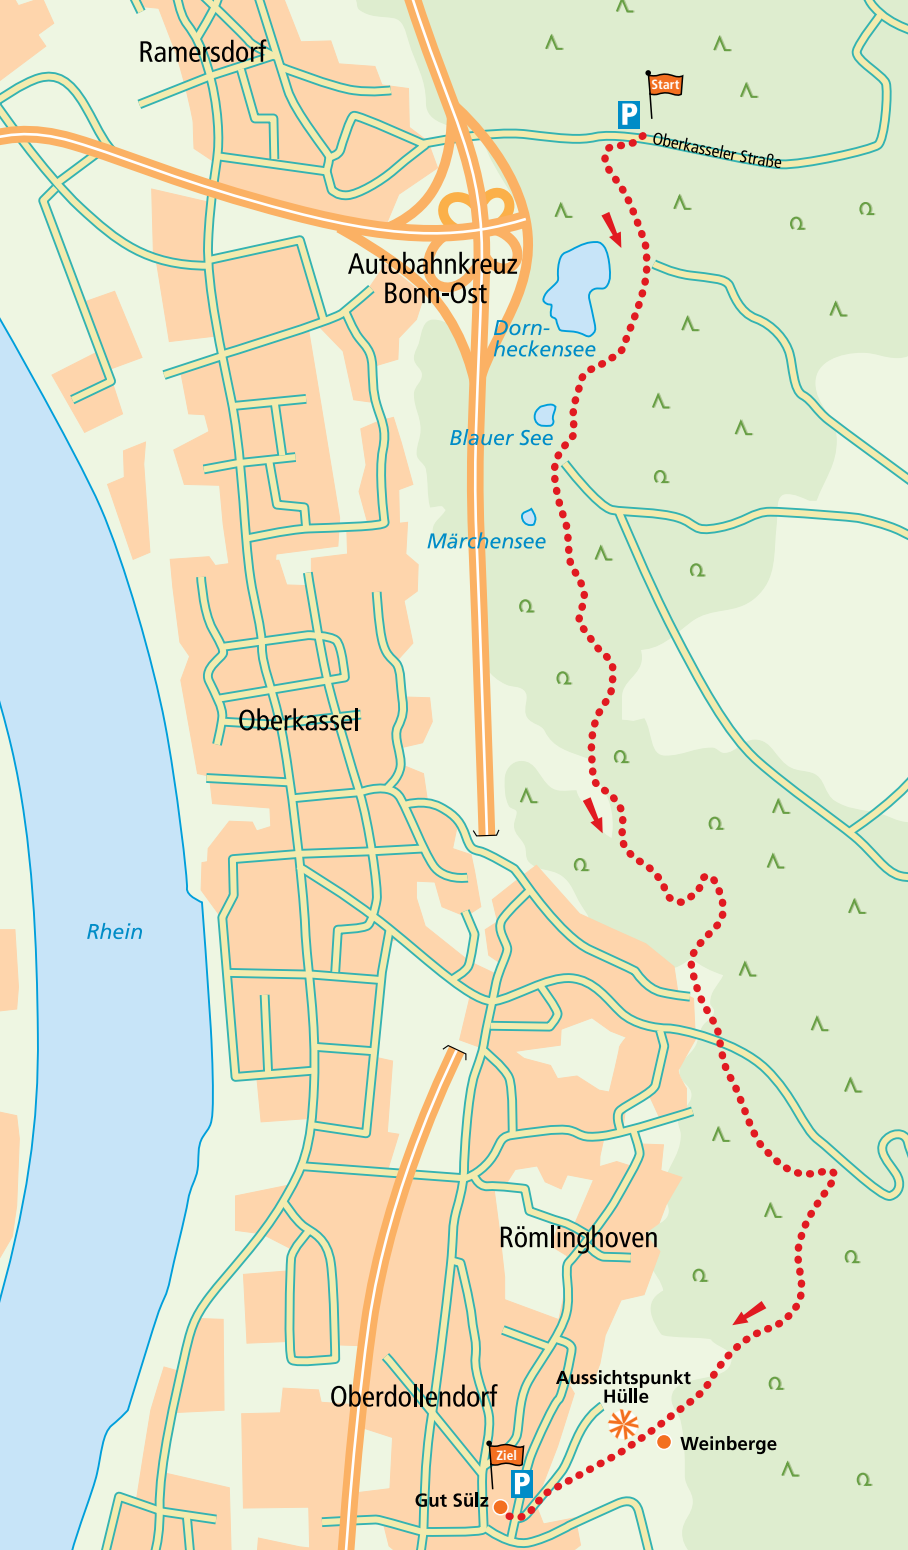 Ramersdorf
Start
P
Oberkasseler Straße
Autobahnkreuz
Bonn-Ost
Dorn-
heckensee
Blauer See
Märchensee
Oberkassel
Rhein
Römlinghoven
Aussichtspunkt
Hülle
Oberdollendorf
Weinberge
Ziel
P
Gut Sülz